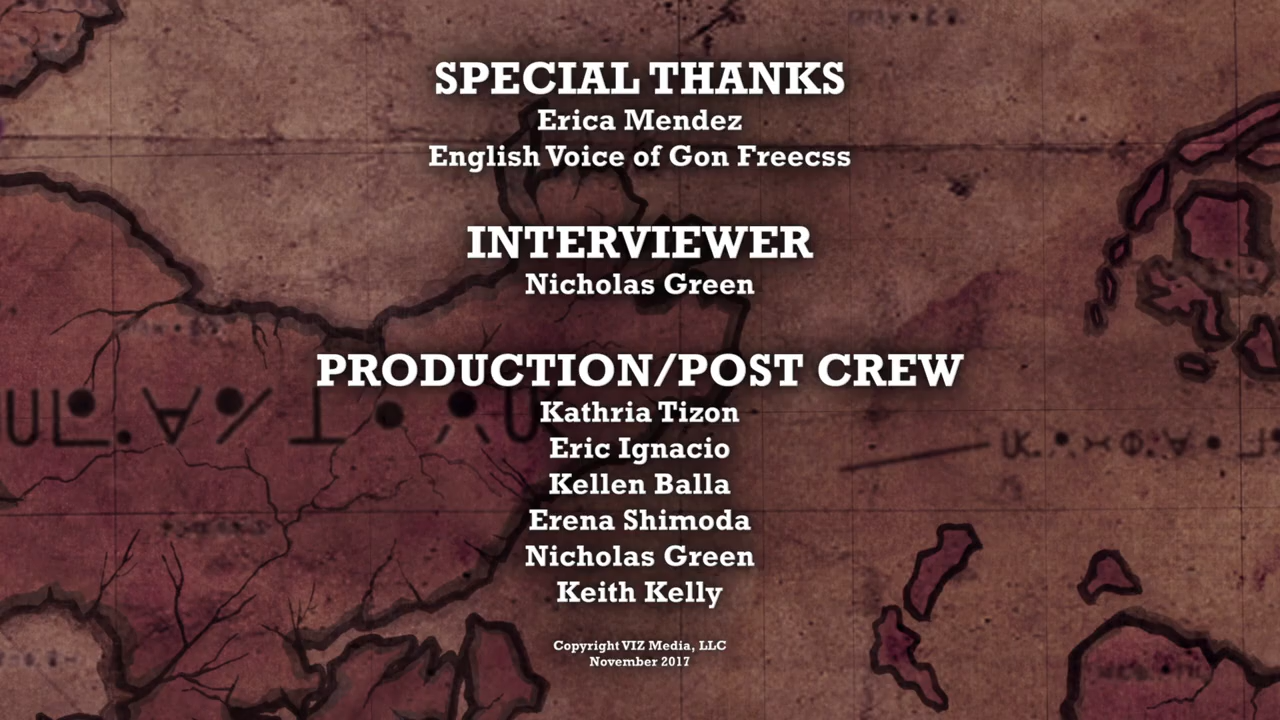 SPECIAL THANKS
Erica Mendez
English Voice of Gon Freecss
INTERVIEWER
Nicholas Green
PRODUCTION/POST CREW
Kathria Tizon
Eric Ignacio
Kellen Balla
Erena Shimoda
Nicholas Green
Keith Kelly
Copyright VIZ Media, LLC
November 2017